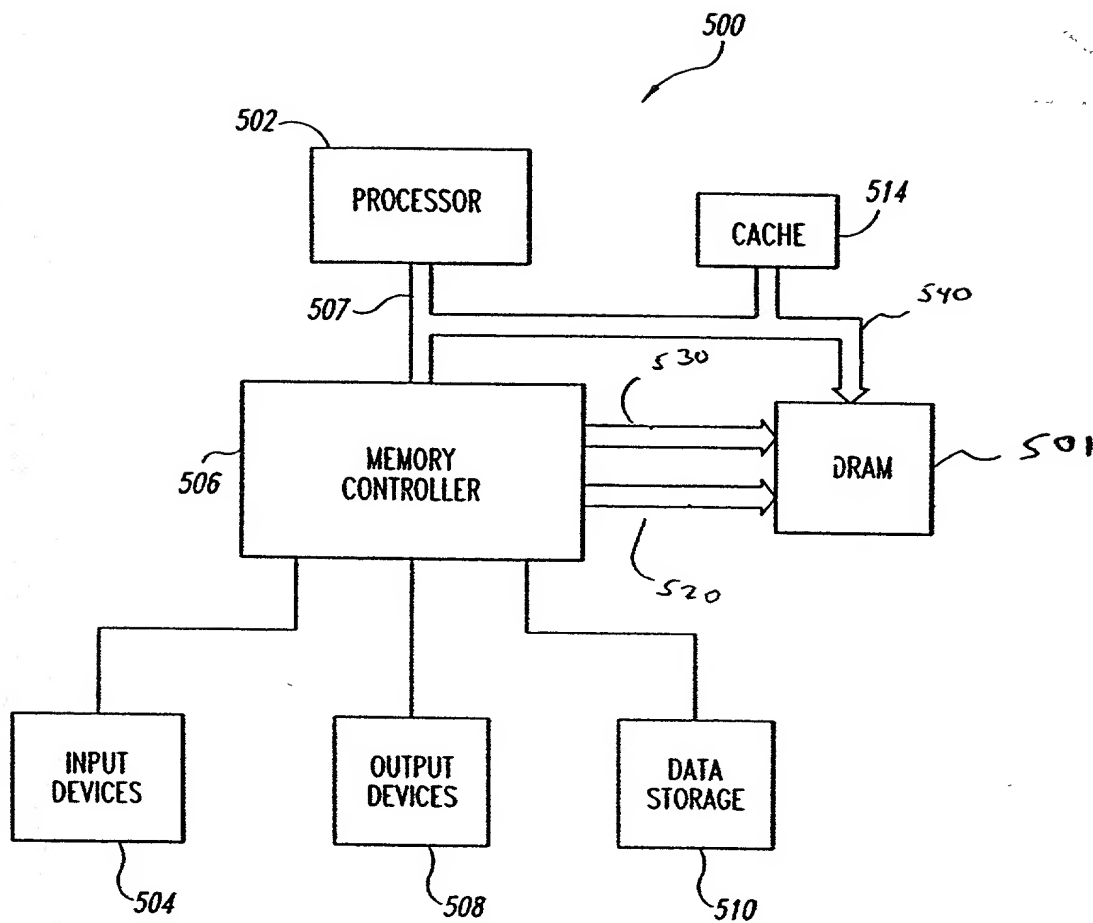 500
502
PROCESSOR
514
CACHE
507
540
530
506
MEMORY
CONTROLLER
DRAM
501
520
INPUT
DEVICES
OUTPUT
DEVICES
DATA
STORAGE
504
508
510